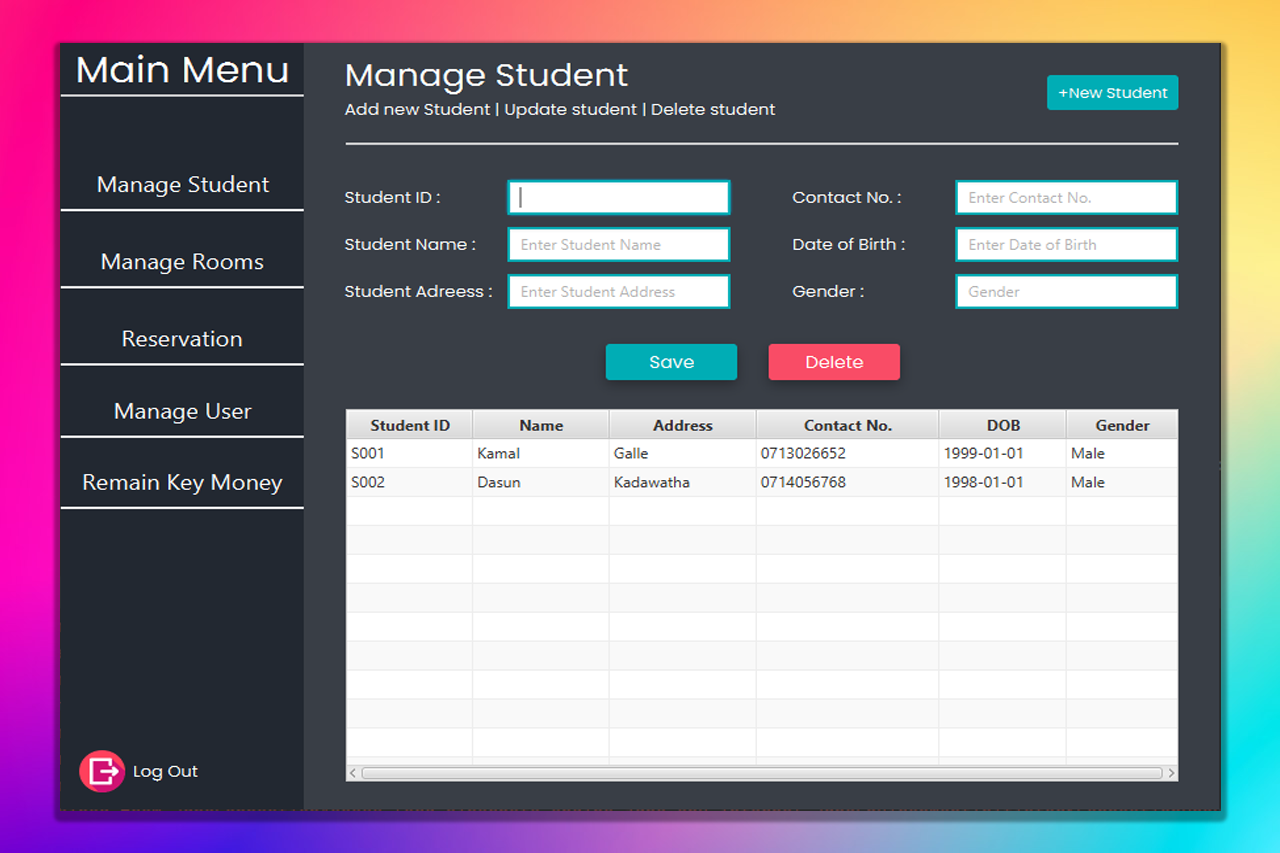 Main Menu
Manage Student
Manage Rooms
Reservation
Manage User
Remain Key Money
Log Out
Manage Student
Add new Student | Update student | Delete student
+New Student
Student ID :
Contact No. : Enter Contact No.
Student Name : Enter Student Name
Date of Birth : Enter Date of Birth
Student Adreess : Enter Student Address
Gender : Gender
Save Delete
Student ID Name Address Contact No. DOB Gender
S001 Kamal Galle 0713026652 1999-01-01 Male
S002 Dasun Kadawatha 0714056768 1998-01-01 Male